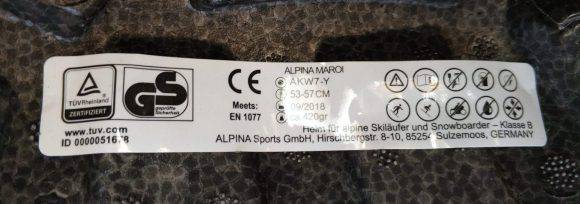 TÜVRheinland
ZERTIFIZIERT
www.tuv.com
ID 0000051678
GS
geprüfte
Sicherheit
CE
Meets:
EN 1077
ALPINA MAROI
AKW7-Y
53-57CM
09/2018
ca.420gr
Helm für alpine Skiläufer und Snowboarder – Klasse B
ALPINA Sports GmbH, Hirschbergstr. 8-10, 85254 Sulzemoos, GERMANY